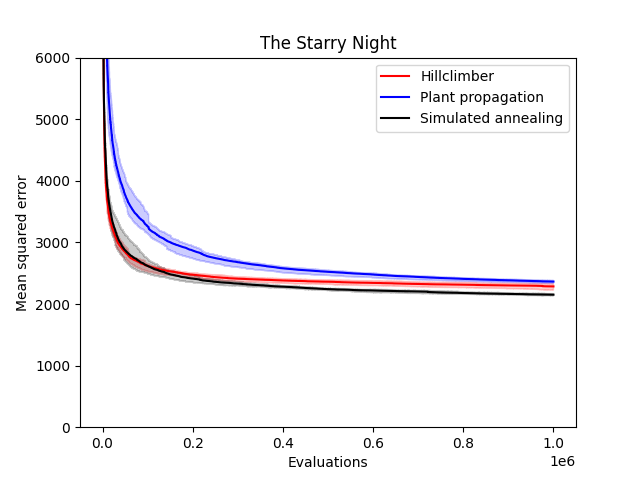 The Starry Night
Hillclimber
Plant propagation
Simulated annealing
Mean squared error
6000
5000
4000
3000
2000
1000
0
0.0 0.2 0.4 0.6 0.8 1.0
1e6
Evaluations